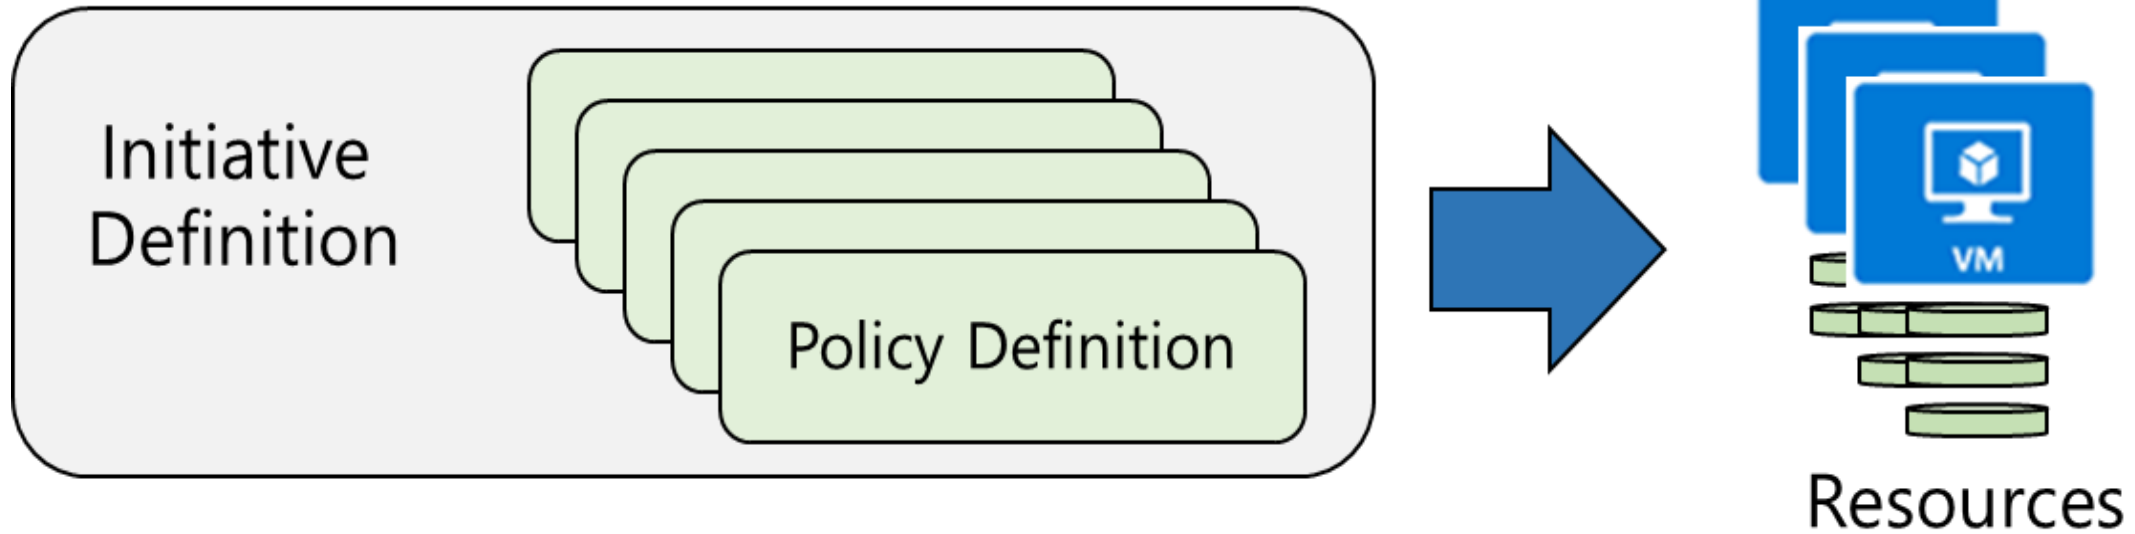 Initiative
Definition
Policy Definition
VM
Resources